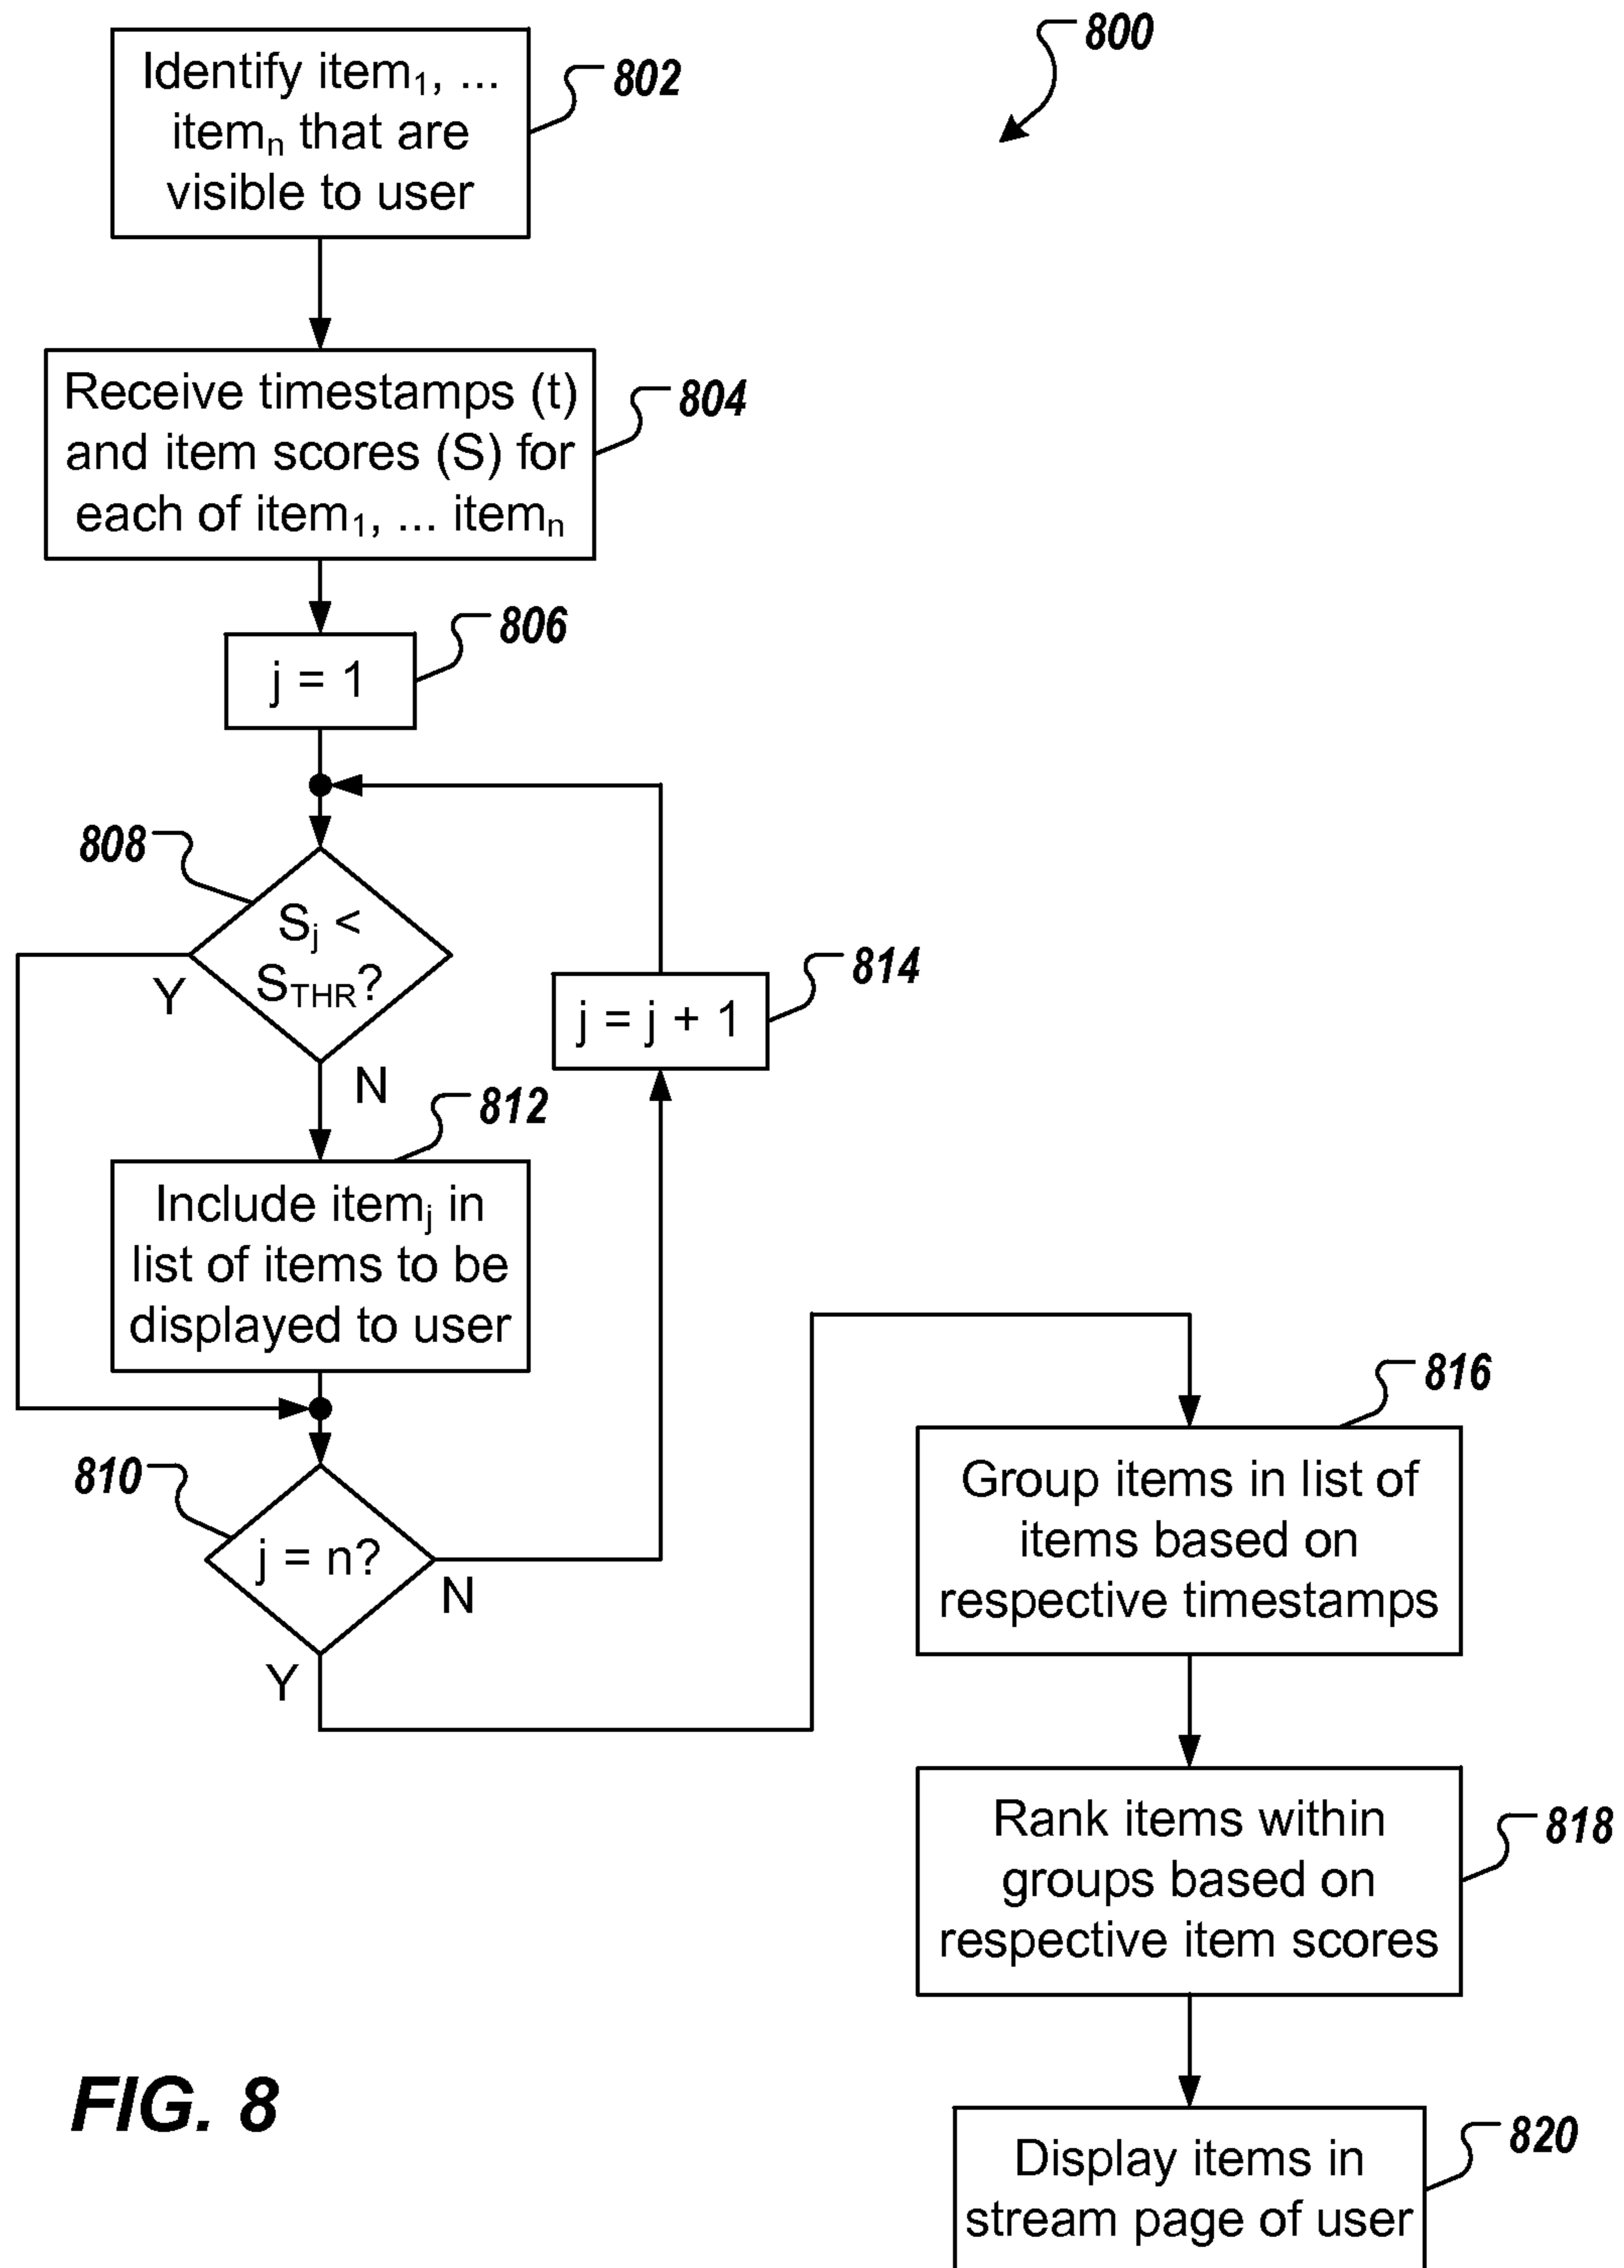 800
Identify item₁, ...
itemₙ that are
visible to user
802
Receive timestamps (t)
and item scores (S) for
each of item₁, ... itemₙ
804
j = 1
806
808
Sⱼ <
S_THR?
Y
N
j = j + 1
814
812
Include itemⱼ in
list of items to be
displayed to user
810
j = n?
N
Y
816
Group items in list of
items based on
respective timestamps
Rank items within
groups based on
respective item scores
818
Display items in
stream page of user
820
FIG. 8